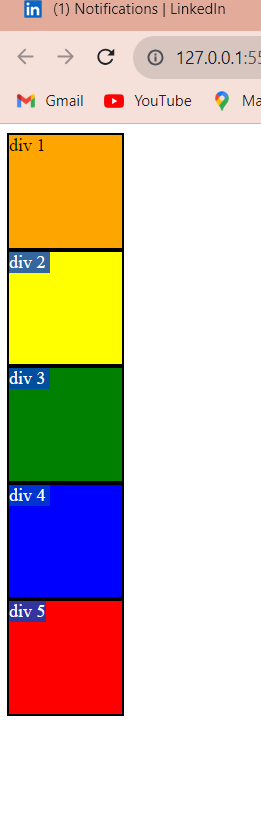 (1) Notifications | LinkedIn
127.0.0.1:55
Gmail YouTube Ma
div 1
div 2
div 3
div 4
div 5